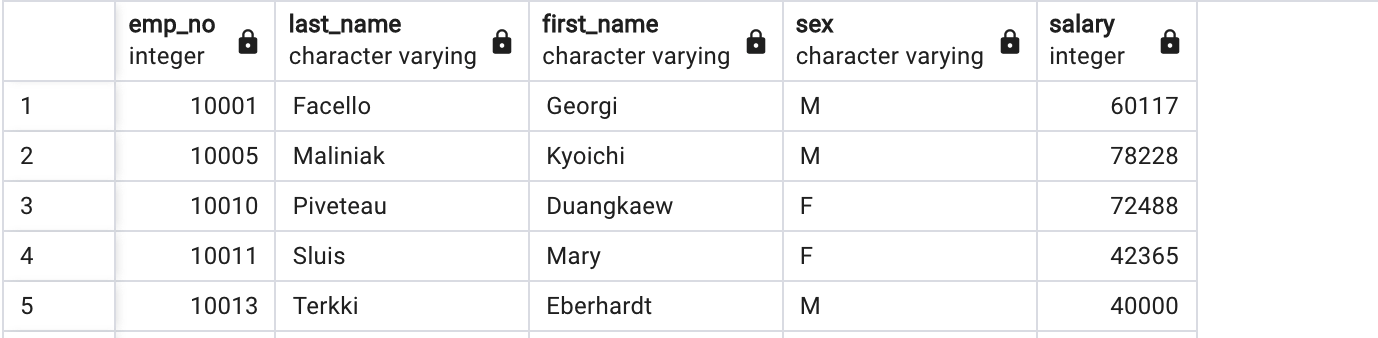 emp_no last_name first_name sex salary
integer character varying character varying character varying integer
1 10001 Facello Georgi M 60117
2 10005 Maliniak Kyoichi M 78228
3 10010 Piveteau Duangkaew F 72488
4 10011 Sluis Mary F 42365
5 10013 Terkki Eberhardt M 40000